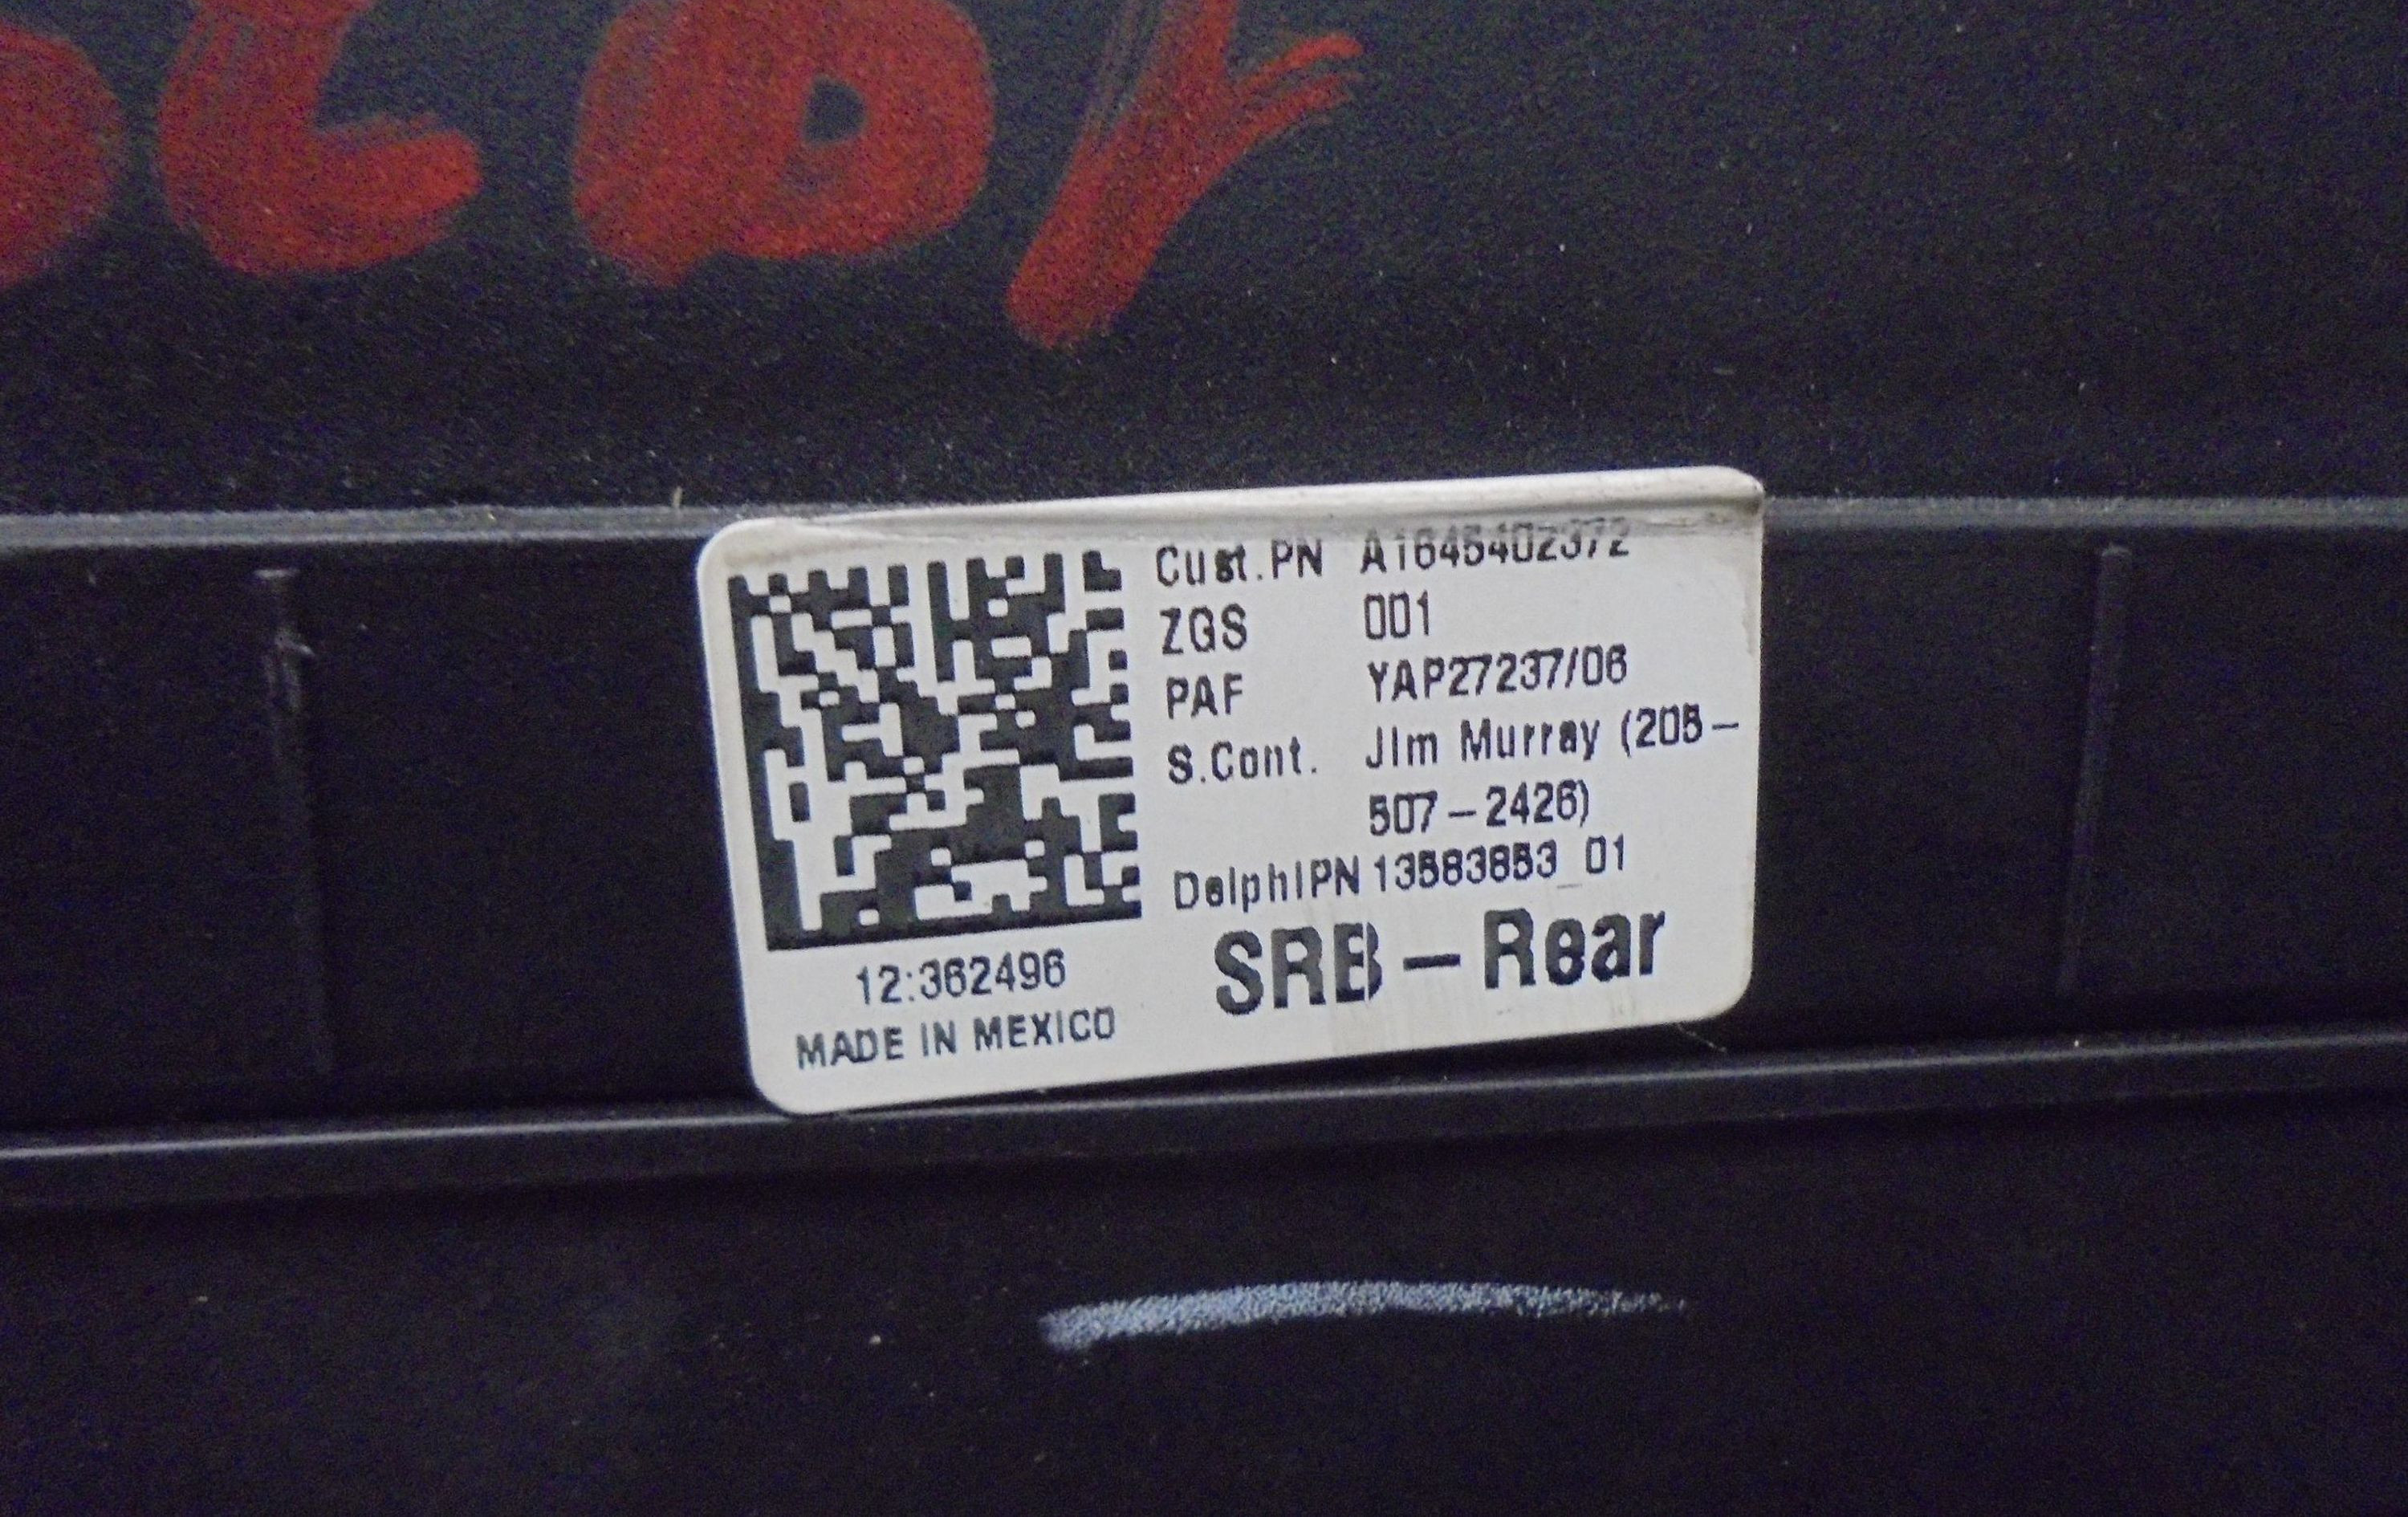 Cust.PN A1645402372
ZGS 001
PAF YAP27237/06
S.Cont. Jim Murray (205-
507-2426)
DelphiPN 13583853_01
SRB-Rear
12:362496
MADE IN MEXICO